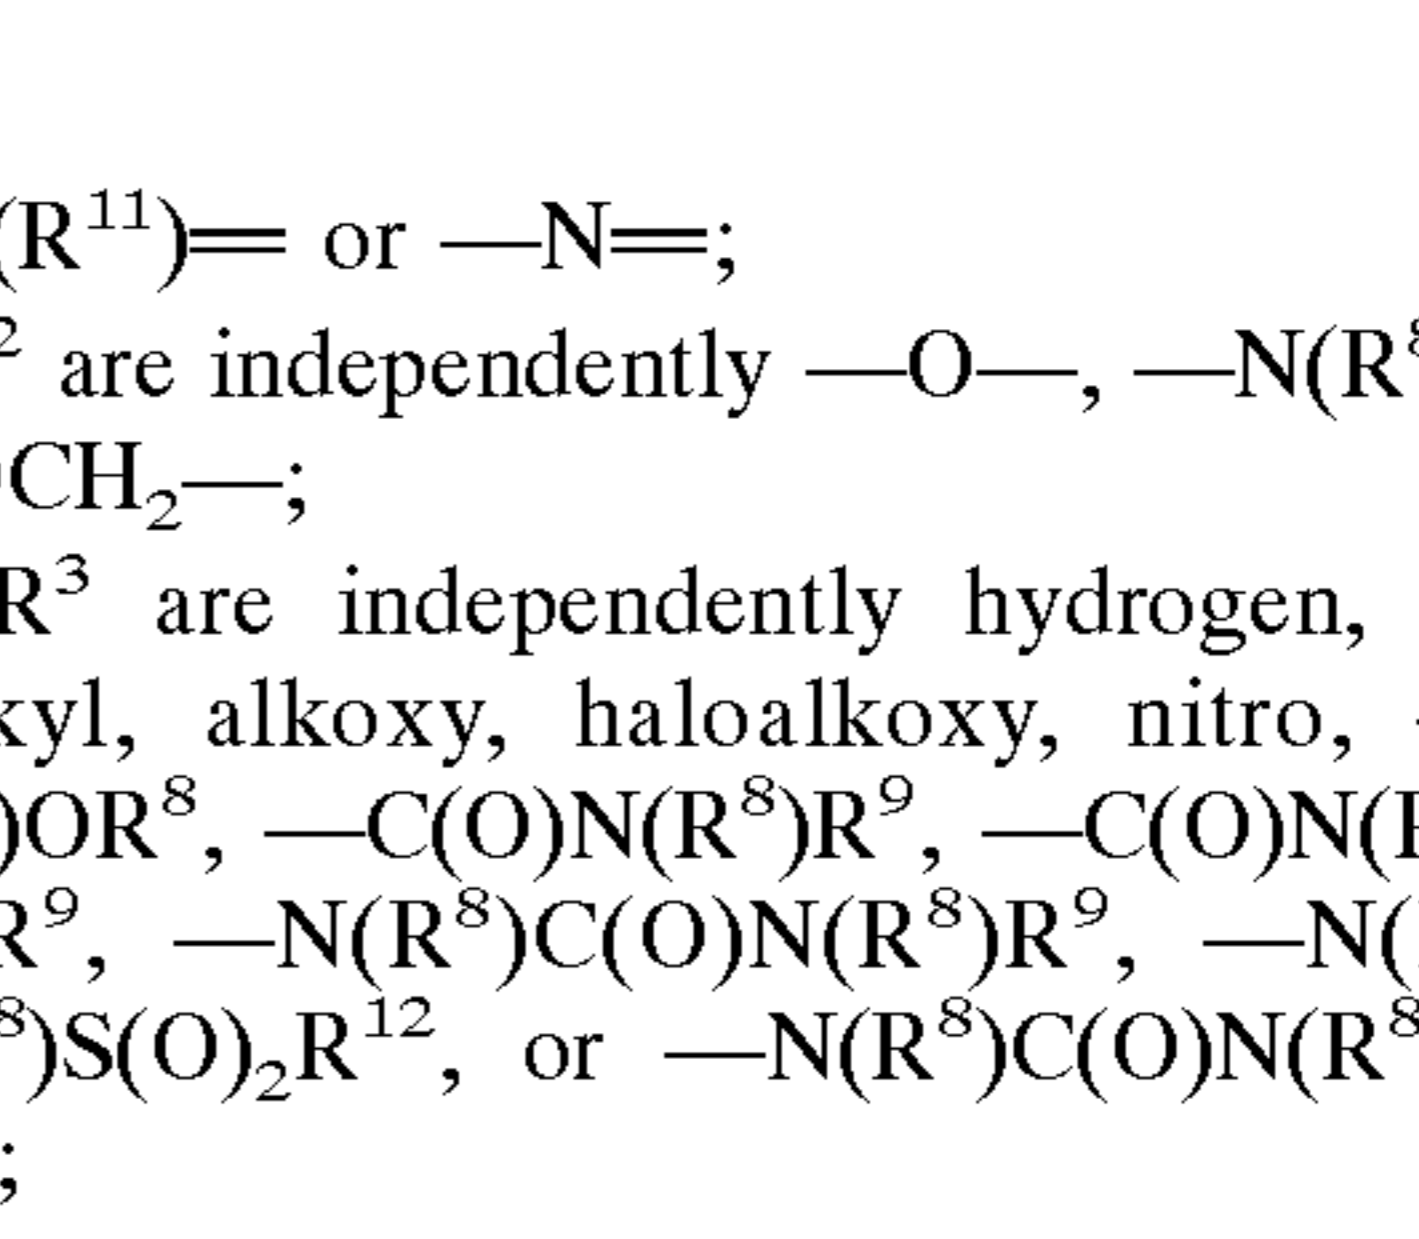 (R¹¹)═ or —N═;
² are independently —O—, —N(R⁸
CH₂—;
R³ are independently hydrogen,
kyl, alkoxy, haloalkoxy, nitro,
)OR⁸, —C(O)N(R⁸)R⁹, —C(O)N(R
R⁹, —N(R⁸)C(O)N(R⁸)R⁹, —N(
⁸)S(O)₂R¹², or —N(R⁸)C(O)N(R⁸
;